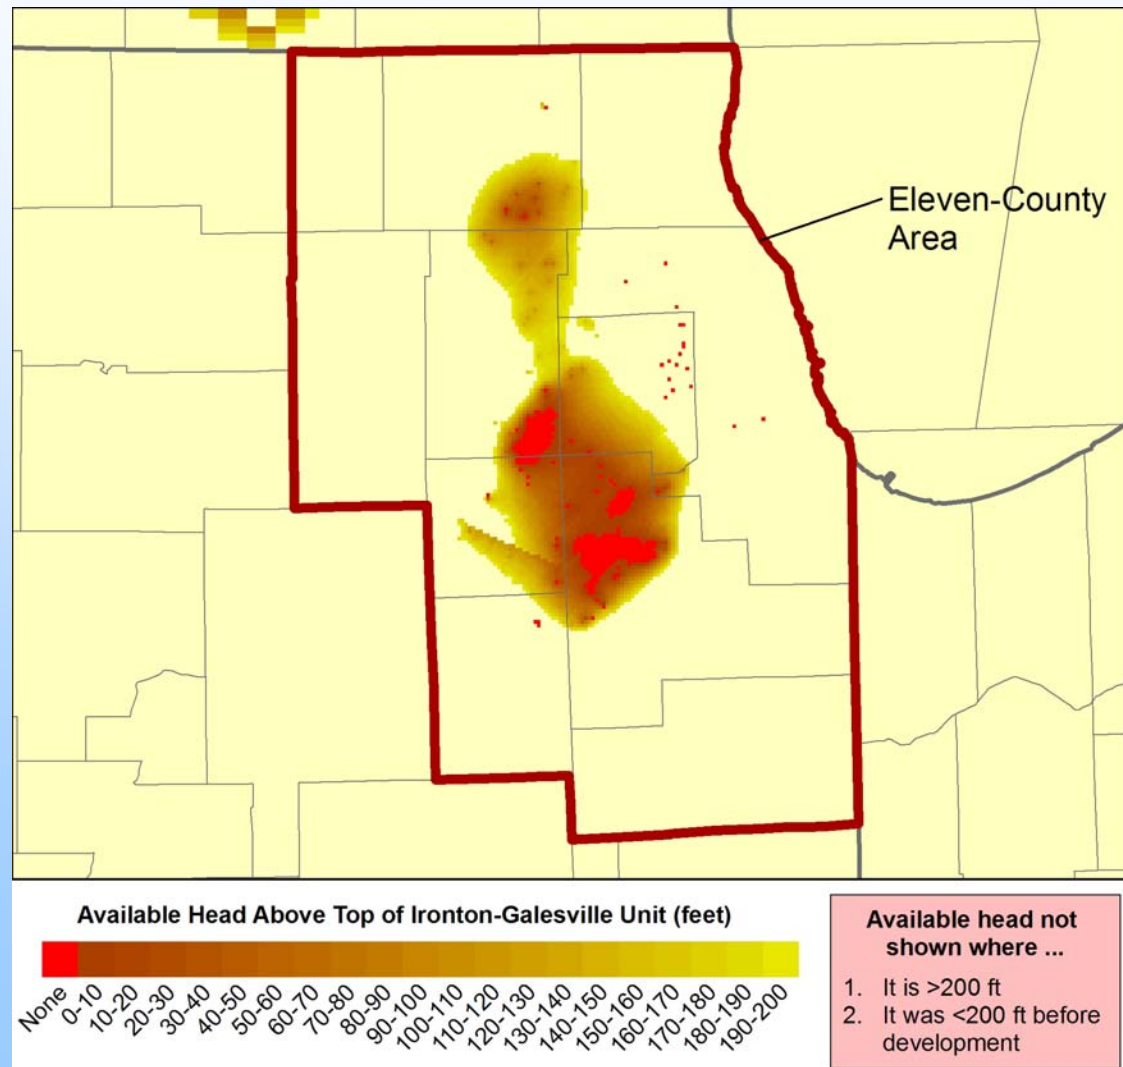 Eleven-County
Area
Available Head Above Top of Ironton-Galesville Unit (feet)
None
0-10
10-20
20-30
30-40
40-50
50-60
60-70
70-80
80-90
90-100
100-110
110-120
120-130
130-140
140-150
150-160
160-170
170-180
180-190
190-200
Available head not
shown where ...
1. It is >200 ft
2. It was <200 ft before
development